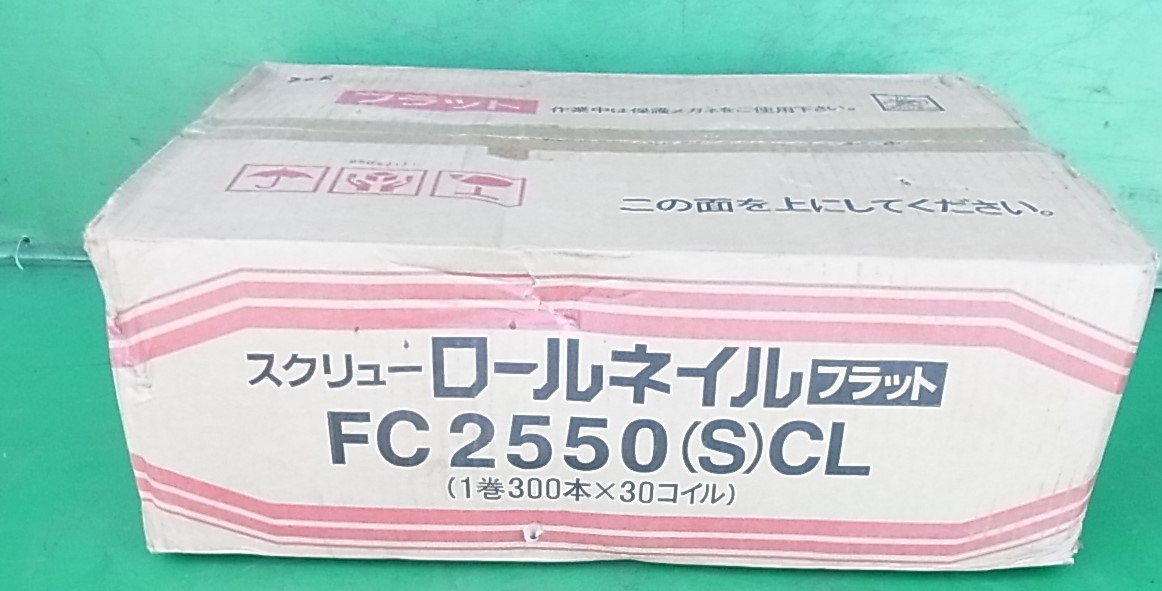 フラット 作業中は保護メガネをご使用下さい。
この面を上にしてください。
スクリューロールネイル フラット
FC2550(S)CL
(1巻300本×30コイル)